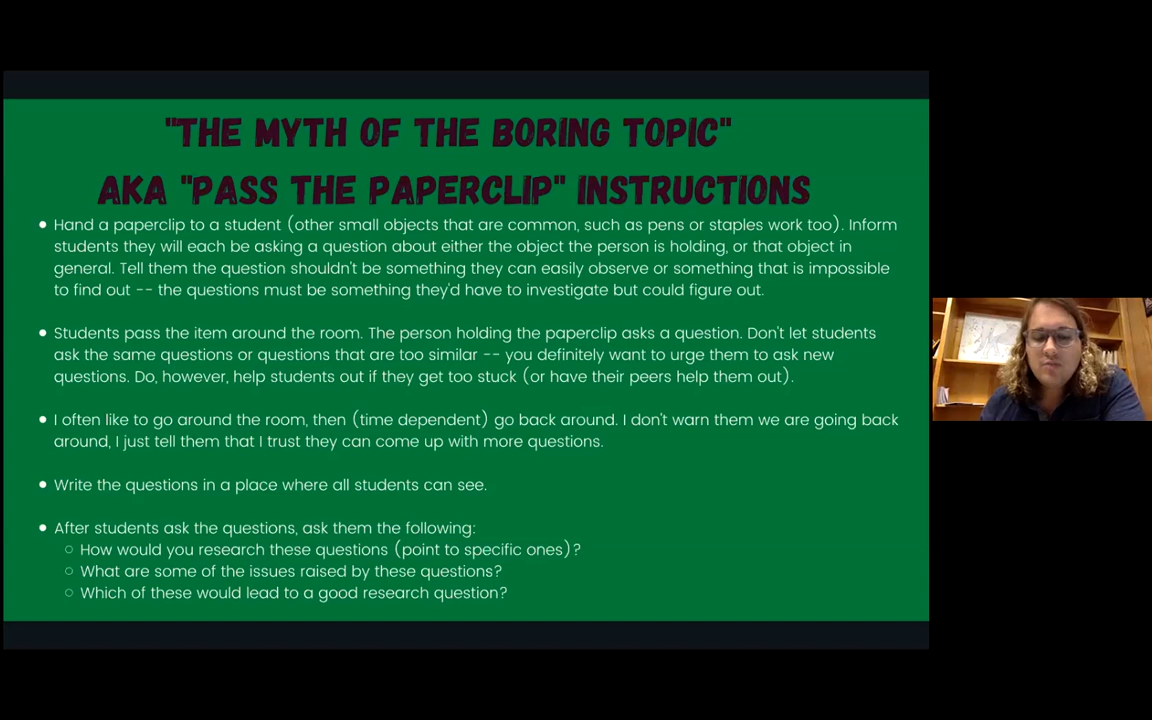 "THE MYTH OF THE BORING TOPIC"
AKA "PASS THE PAPERCLIP" INSTRUCTIONS
• Hand a paperclip to a student (other small objects that are common, such as pens or staples work too). Inform
students they will each be asking a question about either the object the person is holding, or that object in
general. Tell them the question shouldn't be something they can easily observe or something that is impossible
to find out -- the questions must be something they'd have to investigate but could figure out.
• Students pass the item around the room. The person holding the paperclip asks a question. Don't let students
ask the same questions or questions that are too similar -- you definitely want to urge them to ask new
questions. Do, however, help students out if they get too stuck (or have their peers help them out).
• I often like to go around the room, then (time dependent) go back around. I don't warn them we are going back
around, I just tell them that I trust they can come up with more questions.
• Write the questions in a place where all students can see.
• After students ask the questions, ask them the following:
○ How would you research these questions (point to specific ones)?
○ What are some of the issues raised by these questions?
○ Which of these would lead to a good research question?